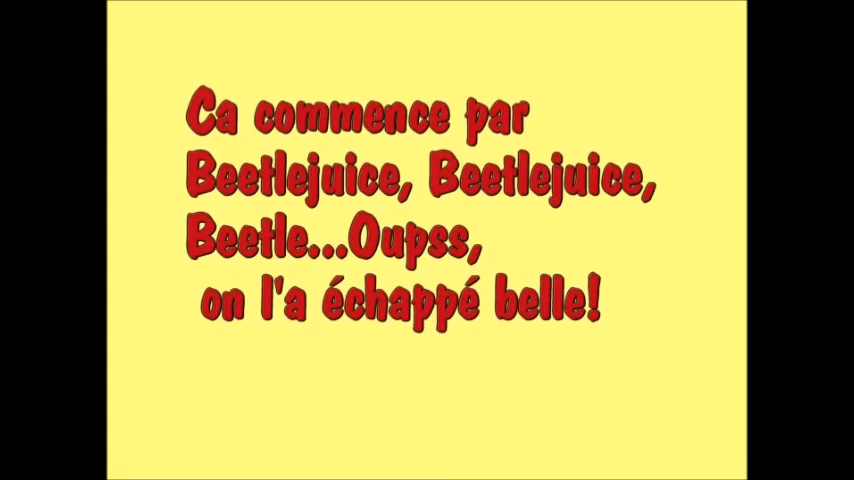 Ca commence par
Beetlejuice, Beetlejuice,
Beetle...Oupss,
on l'a échappé belle!